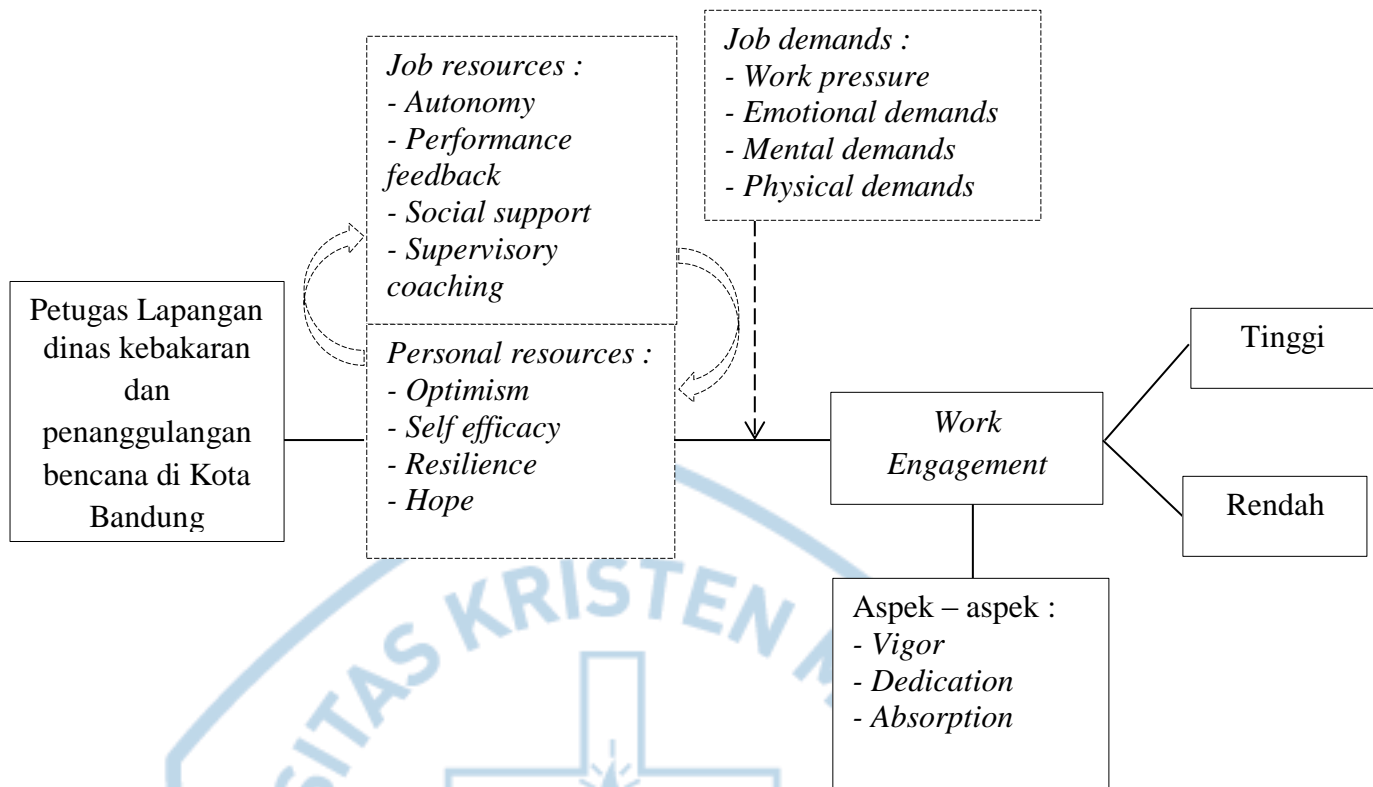 Job resources :
- Autonomy
- Performance
feedback
- Social support
- Supervisory
coaching
Job demands :
- Work pressure
- Emotional demands
- Mental demands
- Physical demands
Petugas Lapangan
dinas kebakaran
dan
penanggulangan
bencana di Kota
Bandung
Personal resources :
- Optimism
- Self efficacy
- Resilience
- Hope
Work
Engagement
Tinggi
Rendah
Aspek – aspek :
- Vigor
- Dedication
- Absorption
SITAS KRISTEN M